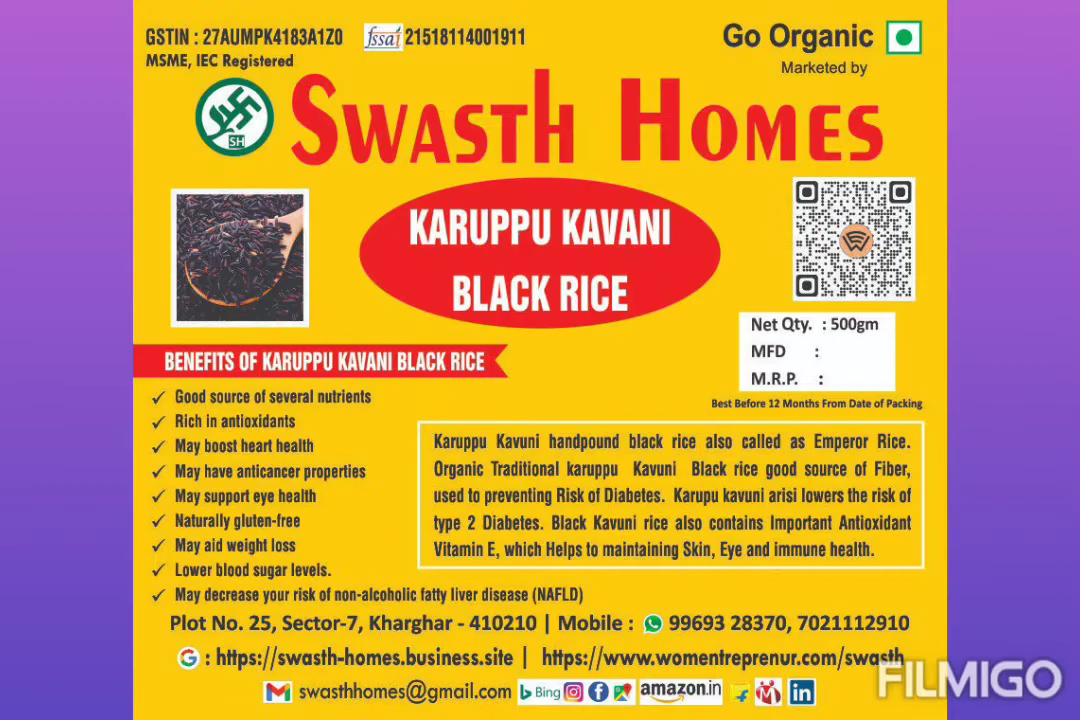 GSTIN : 27AUMPK4183A1Z0 fssai 21518114001911
MSME, IEC Registered
Go Organic
Marketed by
SH
SWASTH HOMES
KARUPPU KAVANI
BLACK RICE
Net Qty. : 500gm
MFD :
M.R.P. :
Best Before 12 Months From Date of Packing
BENEFITS OF KARUPPU KAVANI BLACK RICE
✓ Good source of several nutrients
✓ Rich in antioxidants
✓ May boost heart health
✓ May have anticancer properties
✓ May support eye health
✓ Naturally gluten-free
✓ May aid weight loss
✓ Lower blood sugar levels.
✓ May decrease your risk of non-alcoholic fatty liver disease (NAFLD)
Karuppu Kavuni handpound black rice also called as Emperor Rice.
Organic Traditional karuppu Kavuni Black rice good source of Fiber,
used to preventing Risk of Diabetes. Karupu kavuni arisi lowers the risk of
type 2 Diabetes. Black Kavuni rice also contains Important Antioxidant
Vitamin E, which Helps to maintaining Skin, Eye and immune health.
Plot No. 25, Sector-7, Kharghar - 410210 | Mobile : 99693 28370, 7021112910
G : https://swasth-homes.business.site | https://www.womentreprenur.com/swasth
swasthhomes@gmail.com Bing amazon.in
FILMIGO